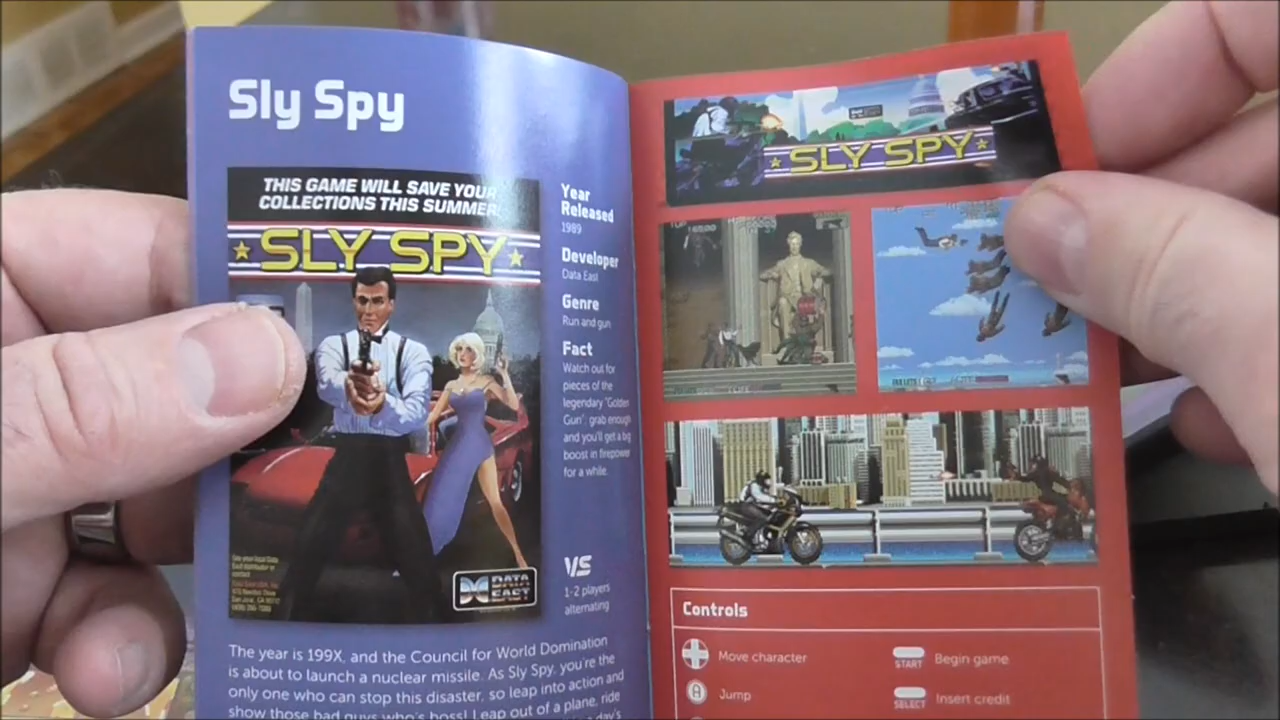 Sly Spy
THIS GAME WILL SAVE YOUR
COLLECTIONS THIS SUMMER!
SLY SPY
DATA
EAST
Year
Released
1989
Developer
Data East
Genre
Run and gun
Fact
Watch out for
pieces of the
legendary "Golden
Gun"; grab enough
and you'll get a big
boost in firepower
for a while.
VS
1-2 players
alternating
The year is 199X, and the Council for World Domination
is about to launch a nuclear missile. As Sly Spy, you're the
only one who can stop this disaster, so leap into action and
show those bad guys who's boss! Leap out of a plane, ride
day's
SLY SPY
Controls
Move character
START
Begin game
A
Jump
SELECT
Insert credit